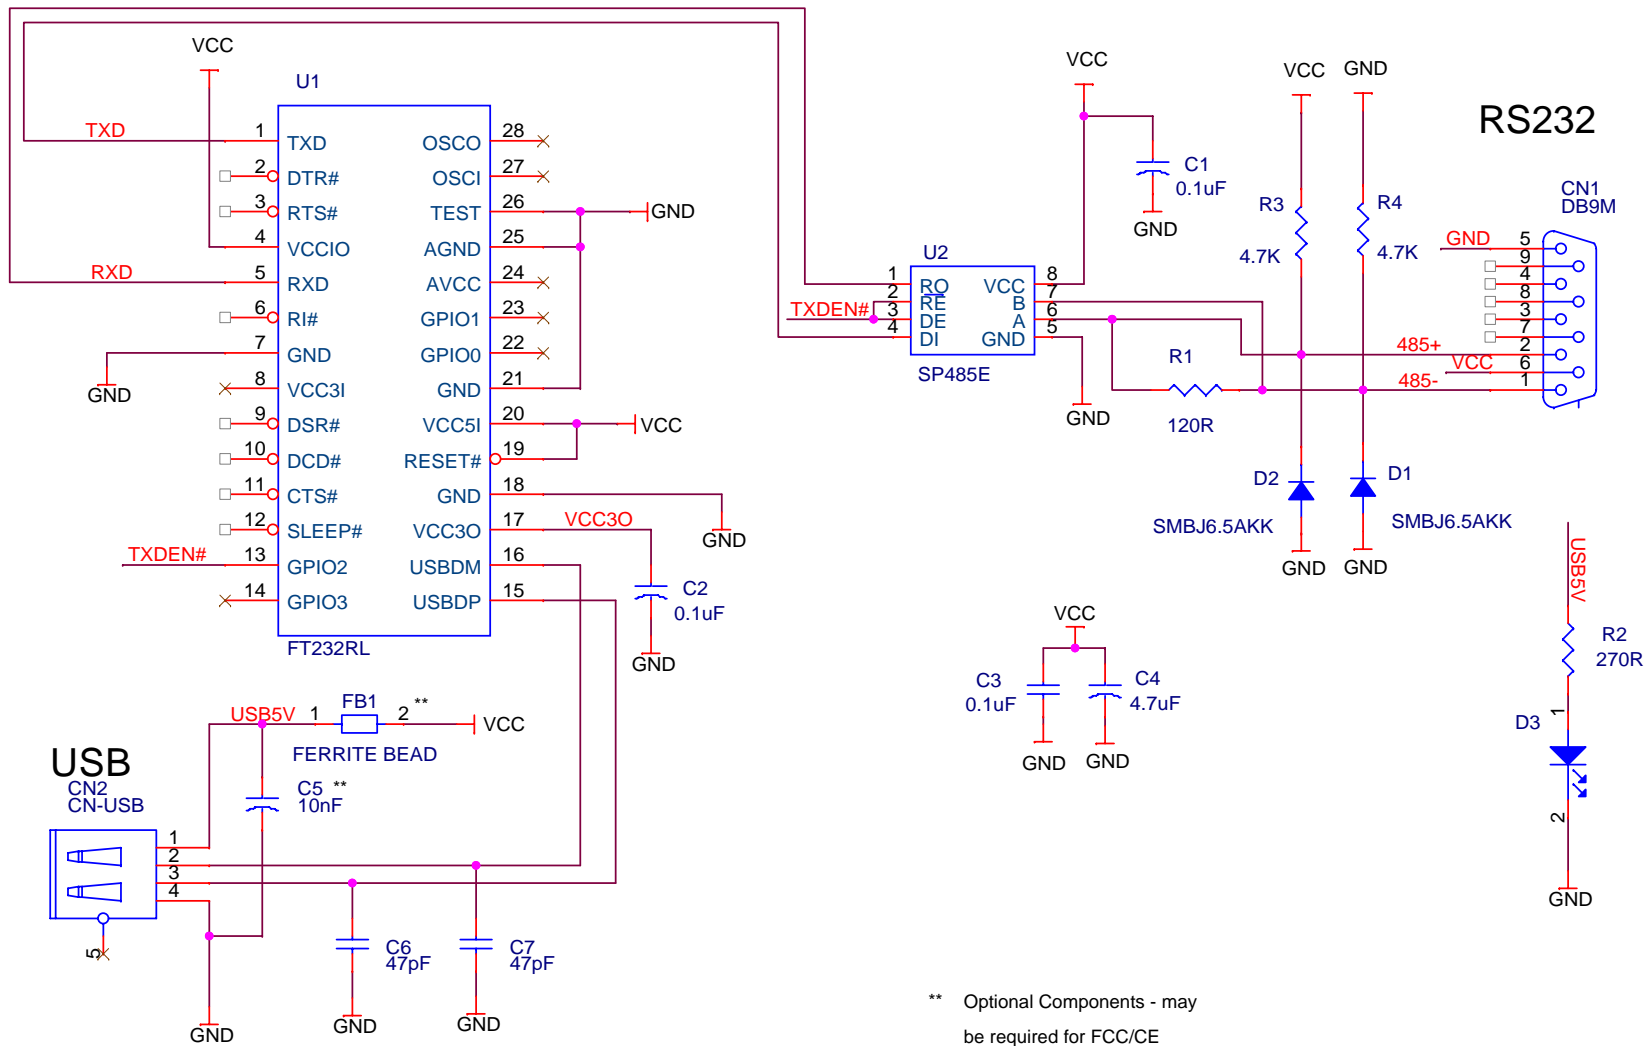 VCC
U1
TXD
1 TXD
2 DTR#
3 RTS#
4 VCCIO
RXD
5 RXD
6 RI#
7 GND
GND
8 VCC3I
9 DSR#
10 DCD#
11 CTS#
12 SLEEP#
TXDEN#
13 GPIO2
14 GPIO3
OSCO 28
OSCI 27
TEST 26
GND
AGND 25
AVCC 24
GPIO1 23
GPIO0 22
GND 21
VCC5I 20
VCC
RESET# 19
GND 18
GND
VCC3O 17
VCC3O
USBDM 16
USBDP 15
FT232RL
C2
0.1uF
GND
VCC
C1
0.1uF
GND
U2
1 RO
2 RE
TXDEN#
3 DE
4 DI
VCC 8
B 7
A 6
GND 5
SP485E
GND
R1
120R
VCC
GND
R3
4.7K
R4
4.7K
RS232
CN1
DB9M
GND
5
9
4
8
3
7
485+
2
VCC
6
485-
1
D2
SMBJ6.5AKK
GND
D1
SMBJ6.5AKK
GND
USB5V
R2
270R
D3
1
2
GND
VCC
C3
0.1uF
GND
C4
4.7uF
GND
USB5V
1
FB1
2
**
VCC
FERRITE BEAD
USB
CN2
CN-USB
C5 **
10nF
1
2
3
4
5
GND
C6
47pF
GND
C7
47pF
GND
** Optional Components - may
be required for FCC/CE